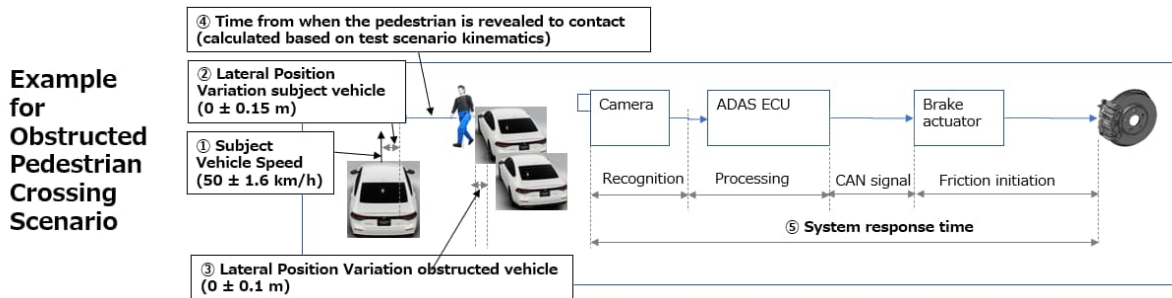 Example
for
Obstructed
Pedestrian
Crossing
Scenario
④ Time from when the pedestrian is revealed to contact
(calculated based on test scenario kinematics)
② Lateral Position
Variation subject vehicle
(0 ± 0.15 m)
① Subject
Vehicle Speed
(50 ± 1.6 km/h)
③ Lateral Position Variation obstructed vehicle
(0 ± 0.1 m)
Camera
ADAS ECU
Brake
actuator
Recognition
Processing
CAN signal
Friction initiation
⑤ System response time